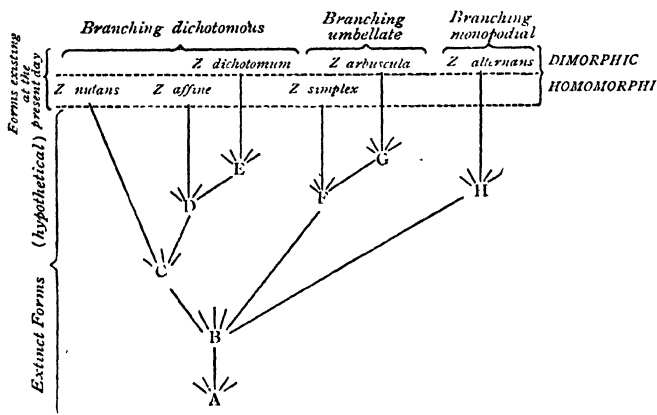 Branching dichotomous
Branching
umbellate
Branching
monopodial
Z dichotomum
Z arbuscula
Z alternans
DIMORPHIC
Z nutans
Z affine
Z simplex
HOMOMORPHI
Forms existing
at the
present day
(hypothetical)
Extinct Forms
E
G
D
F
H
C
B
A